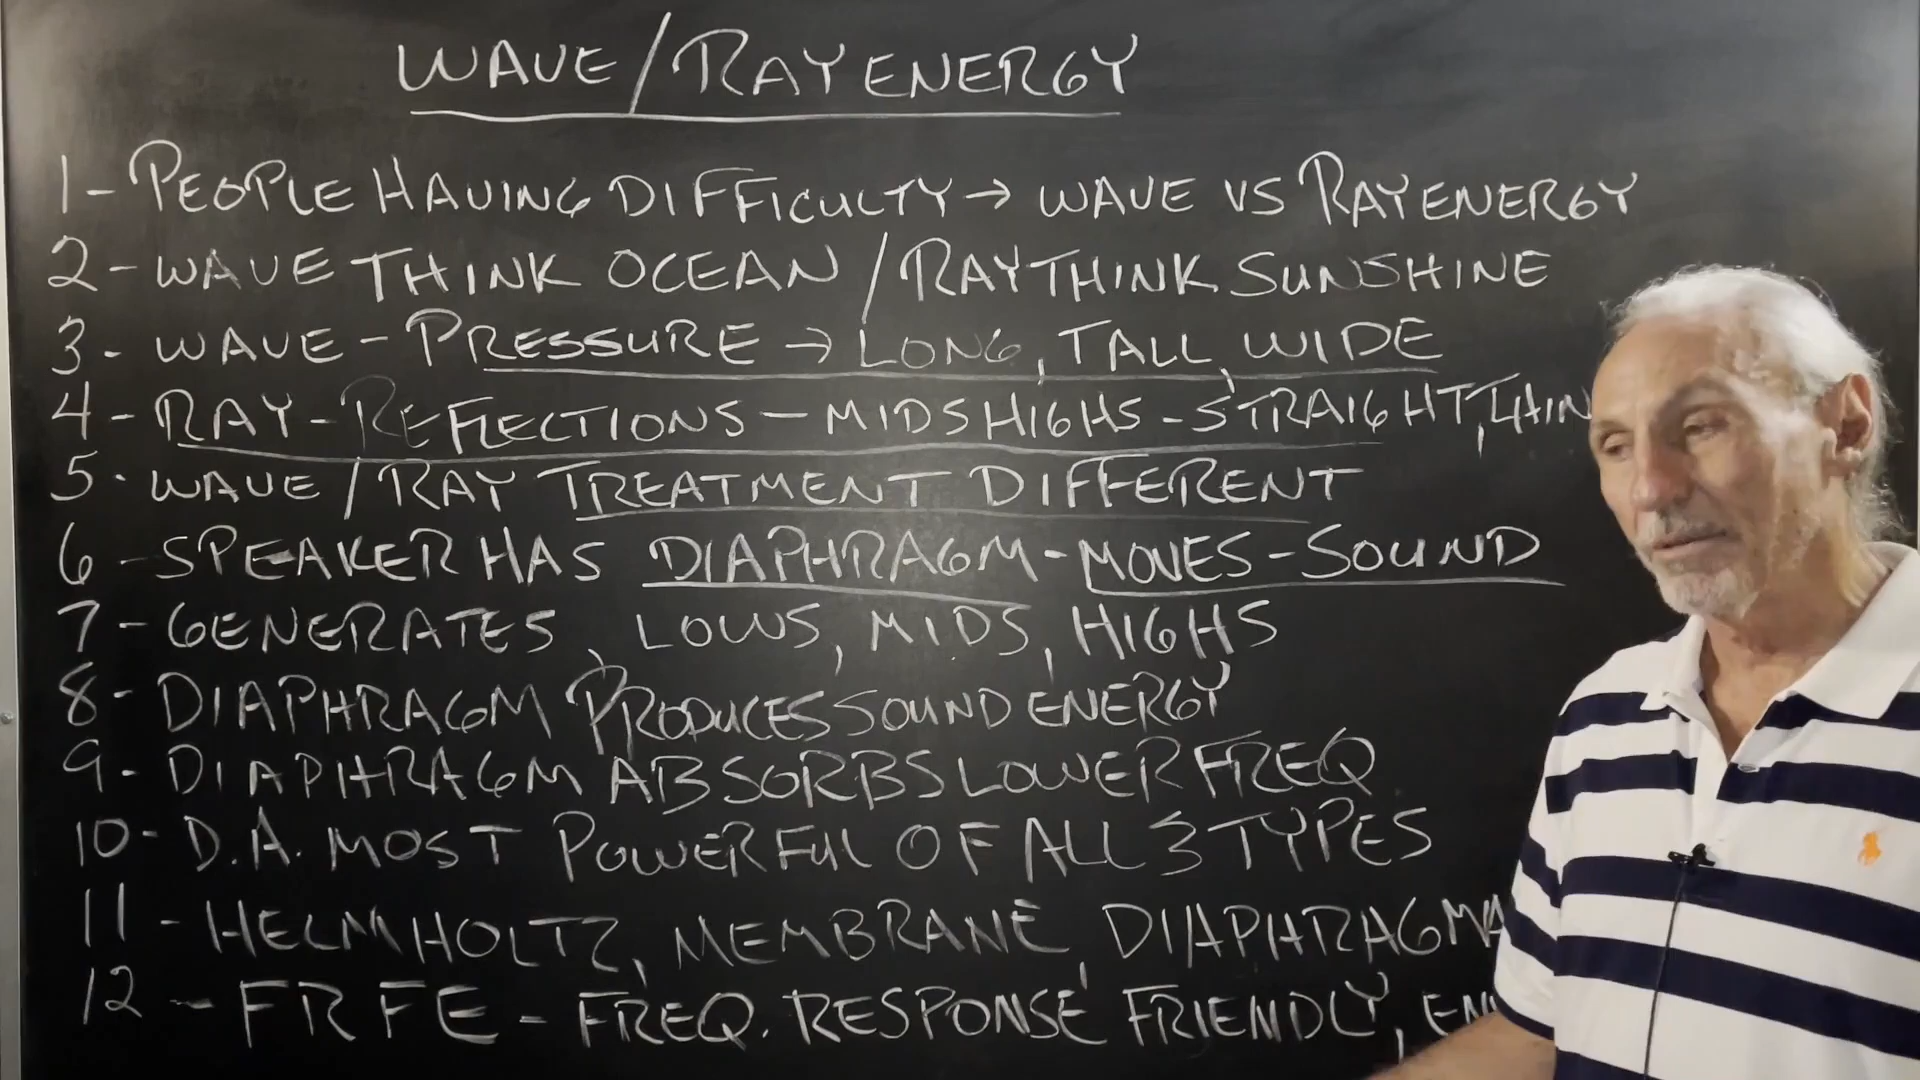 WAVE/RAY ENERGY
1- PEOPLE HAVING DIFFICULTY → WAVE VS RAY ENERGY
2- WAVE THINK OCEAN / RAY THINK SUNSHINE
3- WAVE - PRESSURE → LONG, TALL, WIDE
4- RAY - REFLECTIONS - MIDS HIGHS - STRAIGHT, THIN
5- WAVE / RAY TREATMENT DIFFERENT
6- SPEAKER HAS DIAPHRAGM - MOVES - SOUND
7- GENERATES, LOWS, MIDS, HIGHS
8- DIAPHRAGM PRODUCES SOUND ENERGY
9- DIAPHRAGM ABSORBS LOWER FREQ
10- D.A. MOST POWERFUL OF ALL 3 TYPES
11- HELMHOLTZ, MEMBRANE, DIAPHRAGMA
12- FRFE - FREQ. RESPONSE FRIENDLY,